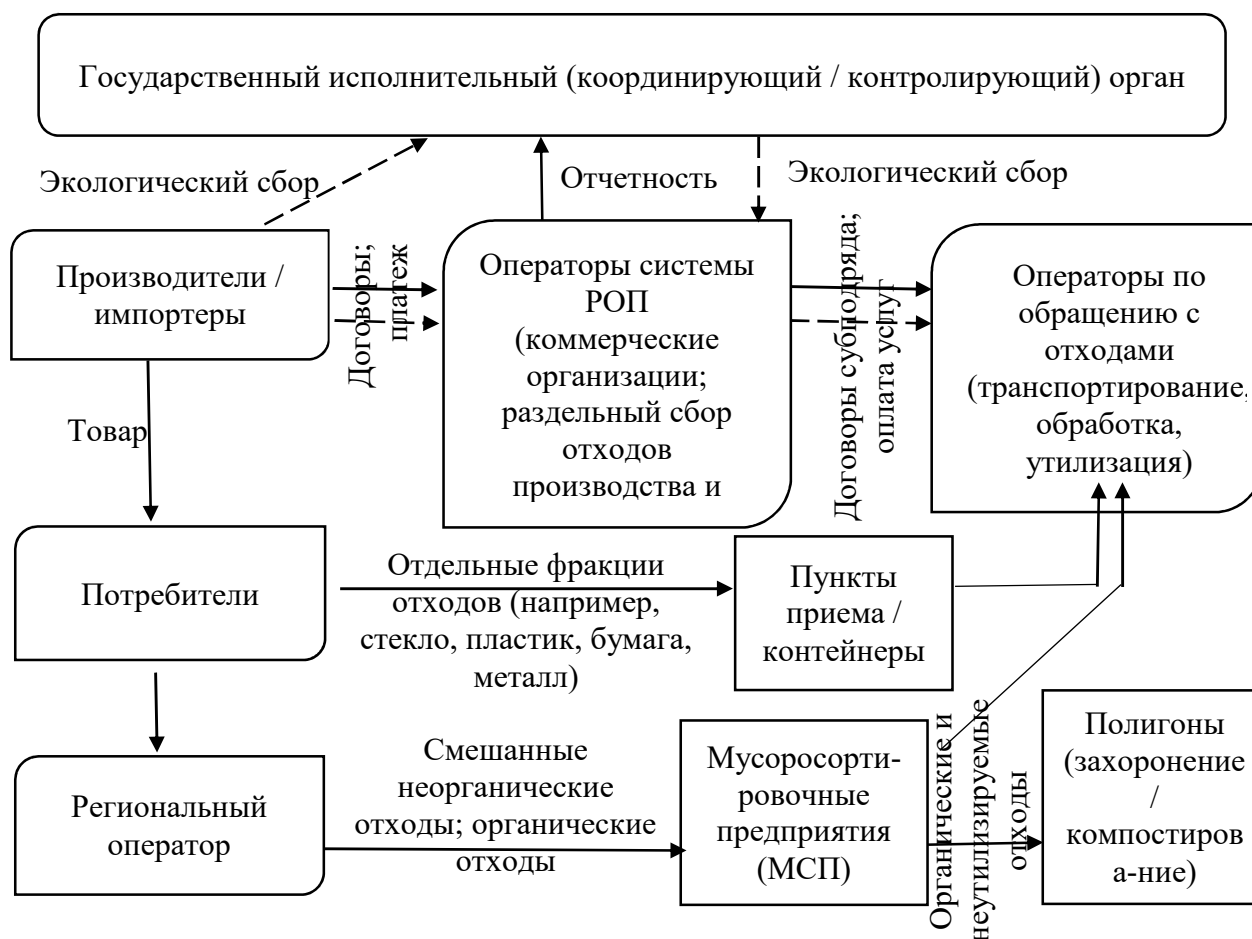 Государственный исполнительный (координирующий / контролирующий) орган
Экологический сбор
Отчетность
Экологический сбор
Производители /
импортеры
Договоры;
платеж
Операторы системы
РОП
(коммерческие
организации;
раздельный сбор
отходов
производства и
Договоры субподряда;
оплата услуг
Операторы по
обращению с
отходами
(транспортирование,
обработка,
утилизация)
Товар
Потребители
Отдельные фракции
отходов (например,
стекло, пластик, бумага,
металл)
Пункты
приема /
контейнеры
Региональный
оператор
Смешанные
неорганические
отходы; органические
отходы
Мусоросорти-
ровочные
предприятия
(МСП)
Органические и
неутилизируемые
отходы
Полигоны
(захоронение
/
компостиров
а-ние)